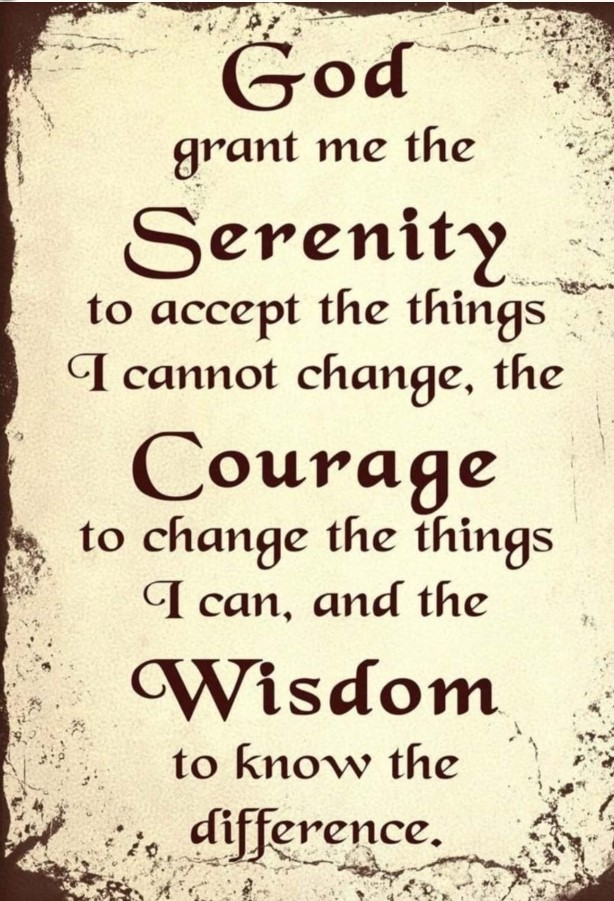 God
grant me the
Serenity
to accept the things
I cannot change, the
Courage
to change the things
I can, and the
Wisdom
to know the
difference.